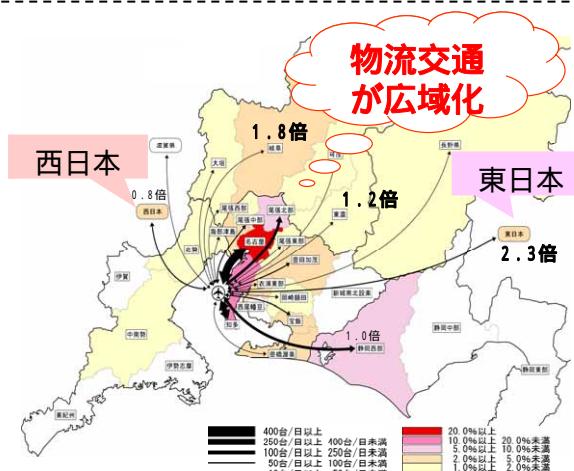 物流交通
が広域化
1.8倍
岐阜
滋賀県
大垣
可茂
長野県
西日本
東日本
0.8倍
西日本
尾張西部
尾張北部
1.2倍
尾張中部
海部津島
名古屋
尾張東部
東濃
東日本
2.3倍
北勢
豊田加茂
伊賀
衣浦東部
岡崎額田
新城南北設楽
西尾幡豆
知多
宝飯
静岡中部
中南勢
1.0倍
静岡西部
豊橋渥美
伊勢志摩
静岡東部
東紀州
400台/日以上
250台/日以上 400台/日未満
100台/日以上 250台/日未満
50台/日以上 100台/日未満
20.0%以上
10.0%以上 20.0%未満
5.0%以上 10.0%未満
2.0%以上 5.0%未満
1.0%以上 2.0%未満